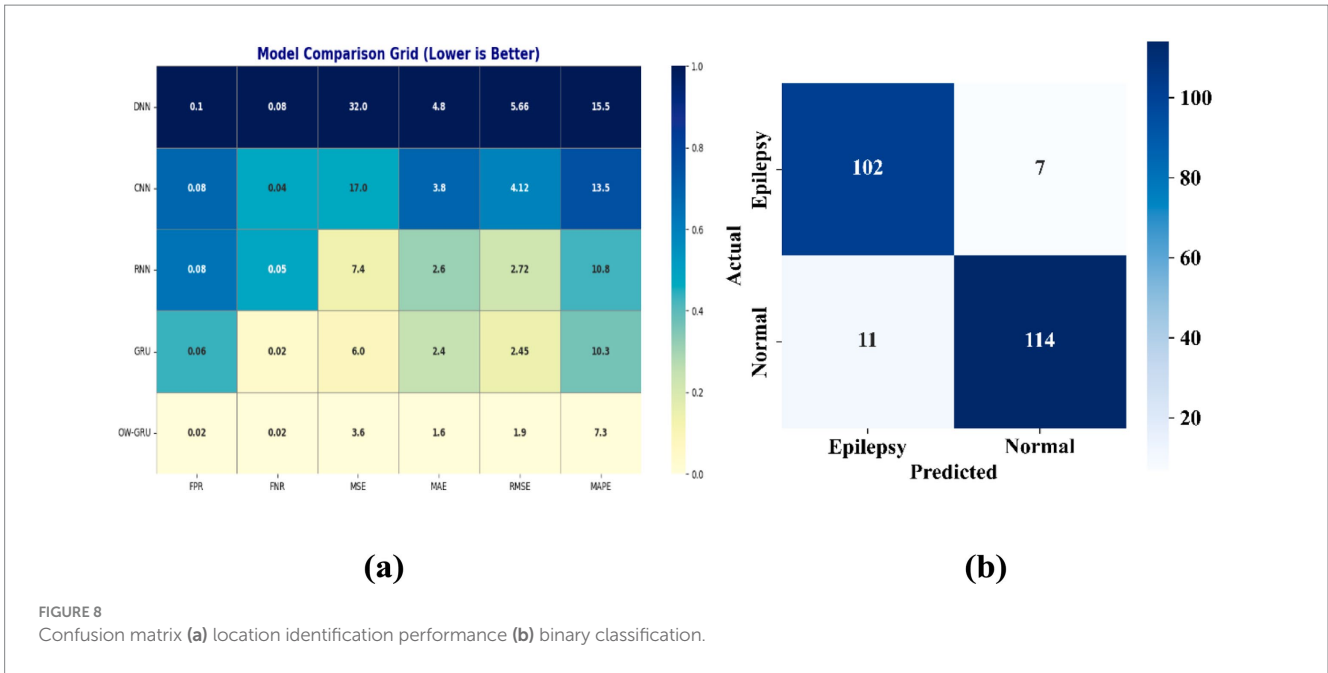 Model Comparison Grid (Lower is Better)
DNN 0.1 0.08 32.0 4.8 5.66 15.5
CNN 0.08 0.04 17.0 3.8 4.12 13.5
RNN 0.08 0.05 7.4 2.6 2.72 10.8
GRU 0.06 0.02 6.0 2.4 2.45 10.3
OW-GRU 0.02 0.02 3.6 1.6 1.9 7.3
FPR FNR MSE MAE RMSE MAPE
1.0
0.8
0.6
0.4
0.2
0.0
(a)
Actual
Epilepsy 102 7
Normal 11 114
Epilepsy Normal
Predicted
100
80
60
40
20
(b)
FIGURE 8
Confusion matrix (a) location identification performance (b) binary classification.